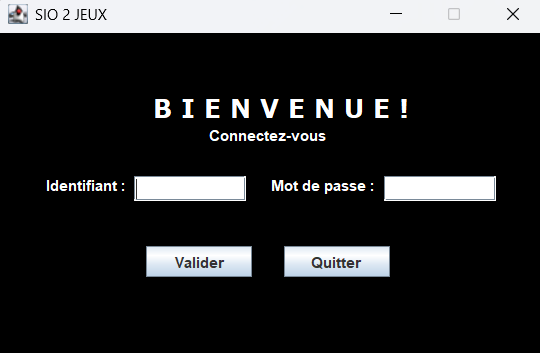 SIO 2 JEUX
B I E N V E N U E !
Connectez-vous
Identifiant : Mot de passe :
Valider Quitter